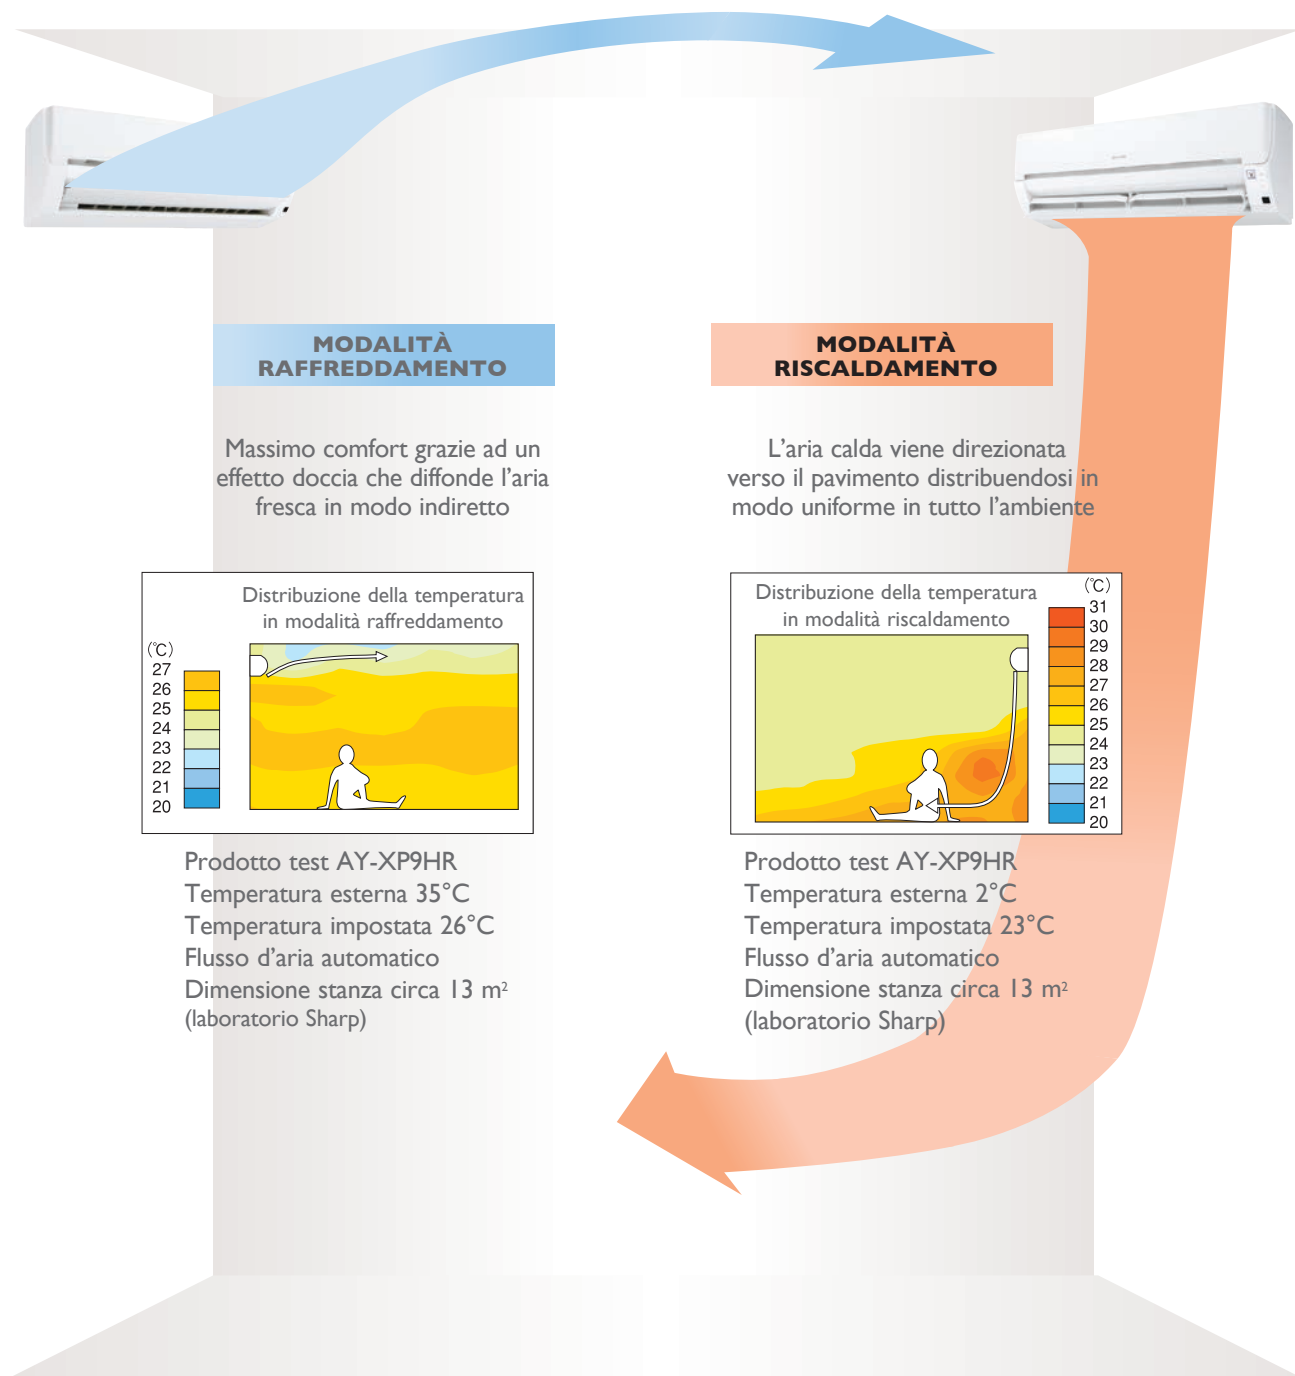 MODALITÀ
RAFFREDDAMENTO
Massimo comfort grazie ad un
effetto doccia che diffonde l’aria
fresca in modo indiretto
Distribuzione della temperatura
in modalità raffreddamento
(℃)
27
26
25
24
23
22
21
20
Prodotto test AY-XP9HR
Temperatura esterna 35°C
Temperatura impostata 26°C
Flusso d’aria automatico
Dimensione stanza circa 13 m²
(laboratorio Sharp)
MODALITÀ
RISCALDAMENTO
L’aria calda viene direzionata
verso il pavimento distribuendosi in
modo uniforme in tutto l’ambiente
Distribuzione della temperatura
in modalità riscaldamento
(℃)
31
30
29
28
27
26
25
24
23
22
21
20
Prodotto test AY-XP9HR
Temperatura esterna 2°C
Temperatura impostata 23°C
Flusso d’aria automatico
Dimensione stanza circa 13 m²
(laboratorio Sharp)